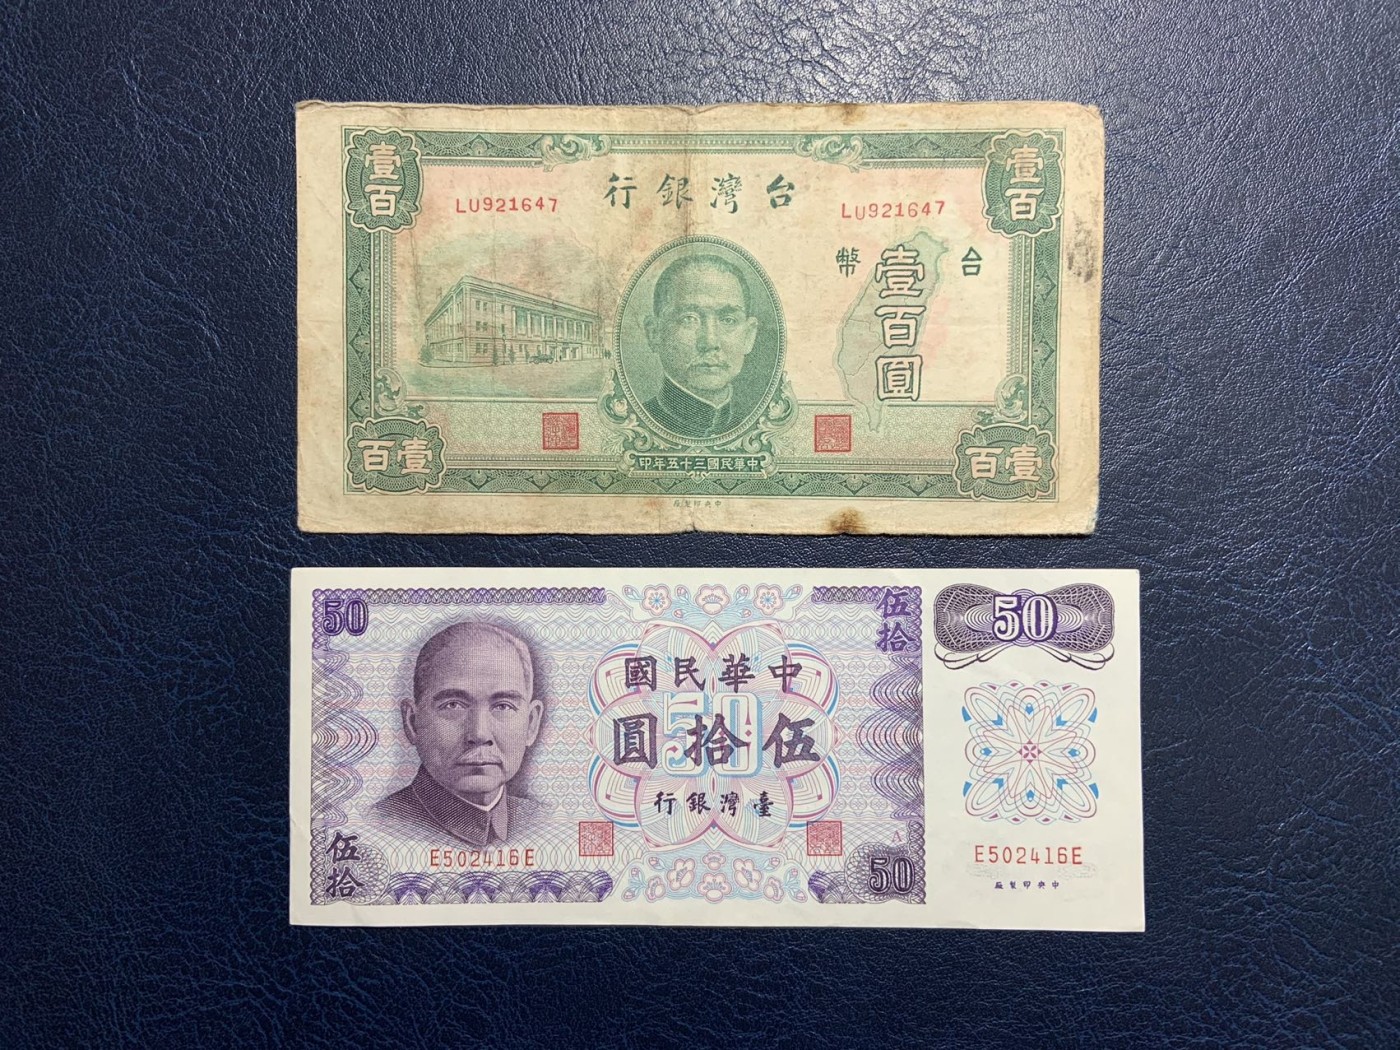 壹百
壹百
台灣銀行
LU921647
LU921647
台幣
壹百圓
壹百
壹百
中華民國三十五年印
中央印製廠
50
伍拾
50
中華民國
50
伍拾圓
臺灣銀行
伍拾
E502416E
A
50
E502416E
中央印製廠